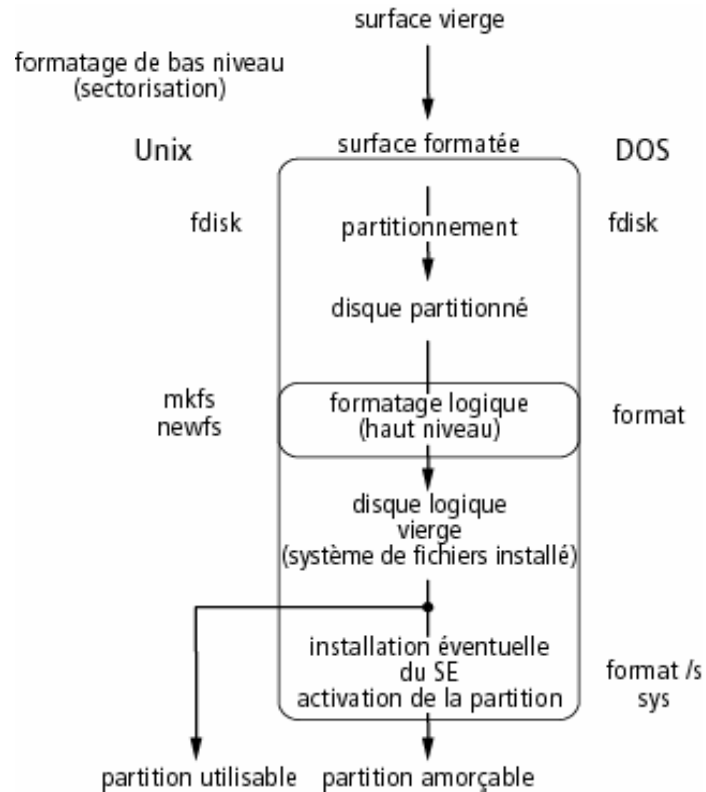 surface vierge
formatage de bas niveau
(sectorisation)
Unix
surface formatée
DOS
fdisk
partitionnement
fdisk
disque partitionné
mkfs
newfs
formatage logique
(haut niveau)
format
disque logique
vierge
(système de fichiers installé)
installation éventuelle
du SE
activation de la partition
format /s
sys
partition utilisable
partition amorçable